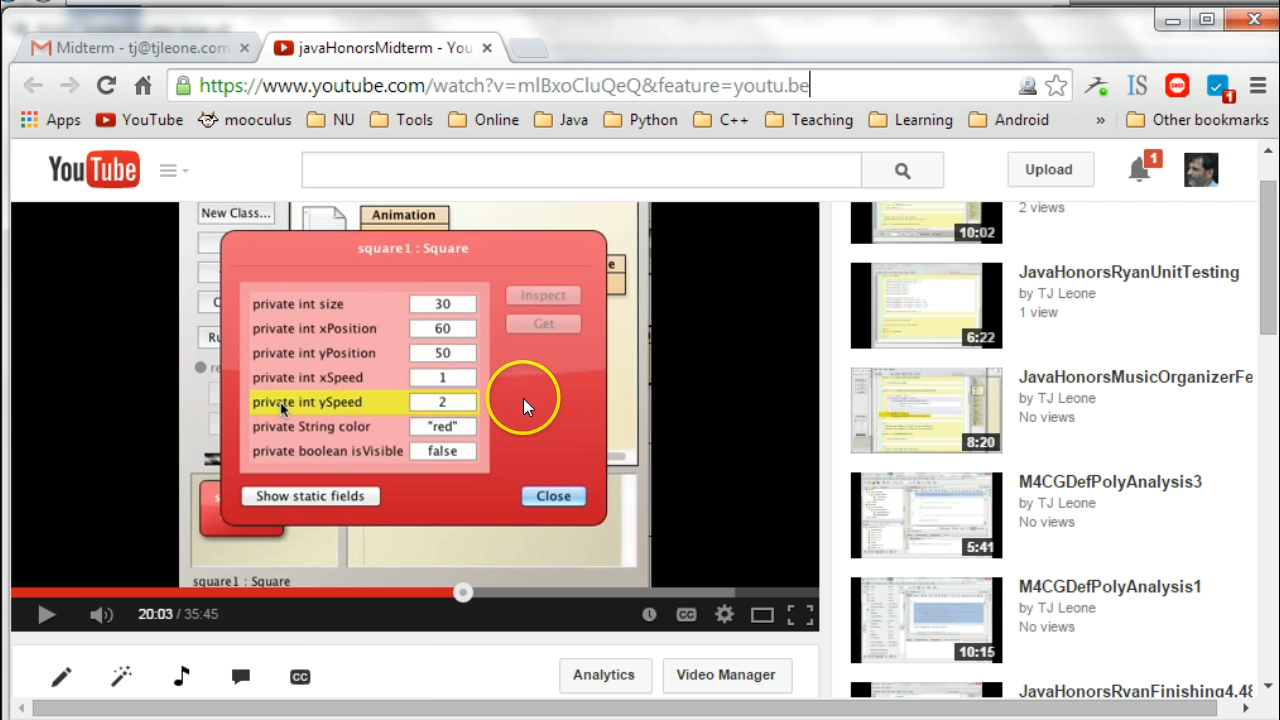 Midterm - tj@tjleone.com
javaHonorsMidterm - You
https://www.youtube.com/watch?v=mlBxoCluQeQ&feature=youtu.be
IS
1
Apps YouTube mooculus NU Tools Online Java Python C++ Teaching Learning Android » Other bookmarks
YouTube
Upload
1
New Class...
Animation
square1 : Square
private int size 30
private int xPosition 60
private int yPosition 50
private int xSpeed 1
private int ySpeed 2
private String color "red"
private boolean isVisible false
Inspect
Get
Show static fields
Close
square1 : Square
20:03 / 35:45
CC
CC
Analytics
Video Manager
2 views
10:02
JavaHonorsRyanUnitTesting
by TJ Leone
1 view
6:22
JavaHonorsMusicOrganizerFe
by TJ Leone
No views
8:20
M4CGDefPolyAnalysis3
by TJ Leone
No views
5:41
M4CGDefPolyAnalysis1
by TJ Leone
No views
10:15
JavaHonorsRyanFinishing4.48